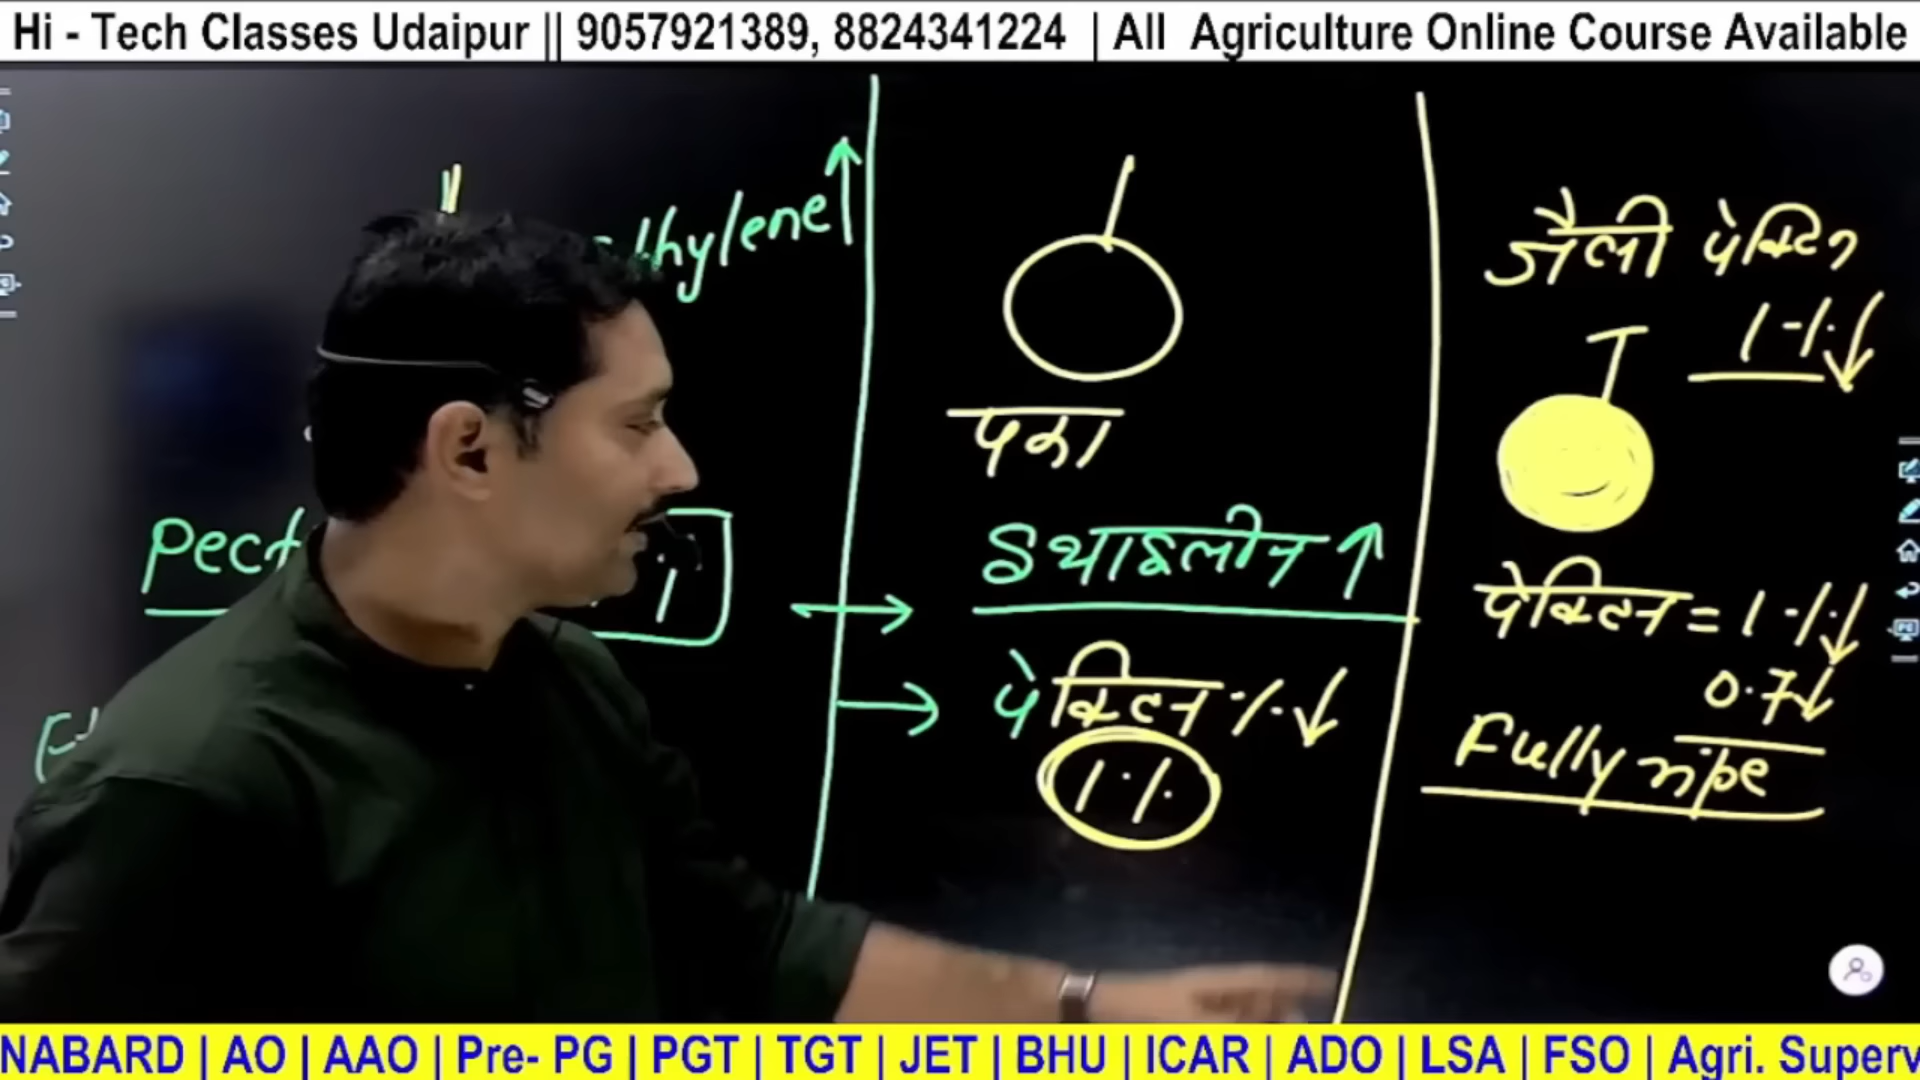 Hi - Tech Classes Udaipur || 9057921389, 8824341224 | All Agriculture Online Course Available
thylene↑
pect
पका
इथाइलीन ↑
पेक्टिन %↓
1%
जैली पेक्टिन
1%↓
पेक्टिन = 1%↓
0.7↓
Fully ripe
NABARD | AO | AAO | Pre- PG | PGT | TGT | JET | BHU | ICAR | ADO | LSA | FSO | Agri. Superv